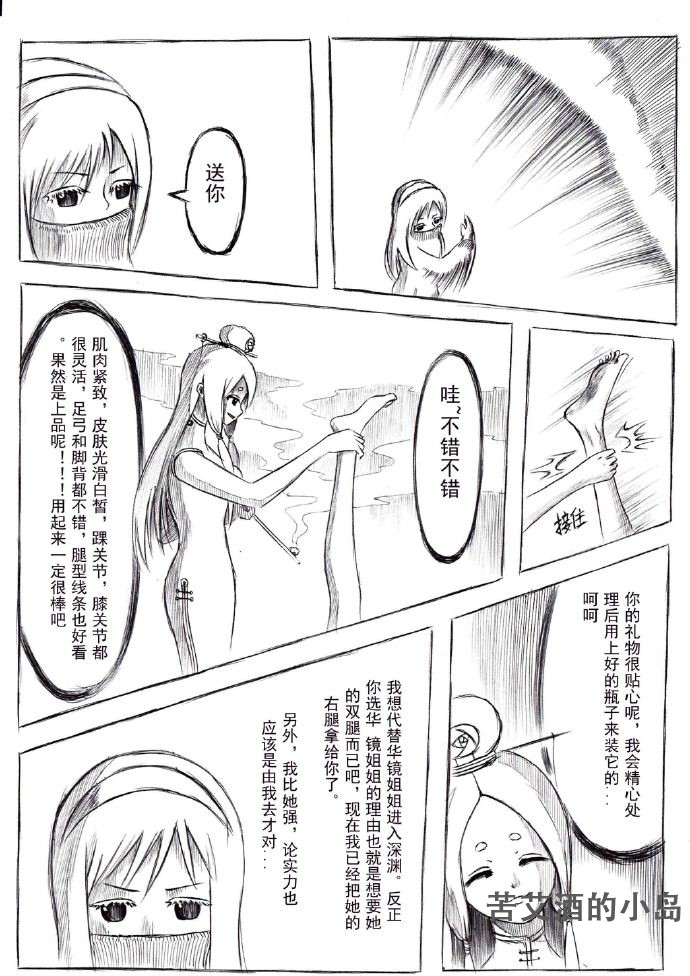 送你
接住
哇~不错不错
肌肉紧致，皮肤光滑白皙，踝关节，膝关节都
很灵活，足弓和脚背都不错，腿型线条也好看
。果然是上品呢！！！用起来一定很棒吧
你的礼物很贴心呢，我会精心处
理后用上好的瓶子来装它的…
呵呵
我想代替华镜姐姐进入深渊。反正
你选华 镜姐姐的理由也就是想要她
的双腿而已吧，现在我已经把她的
右腿拿给你了。
另外，我比她强，论实力也
应该是由我去才对…
苦艾酒的小岛